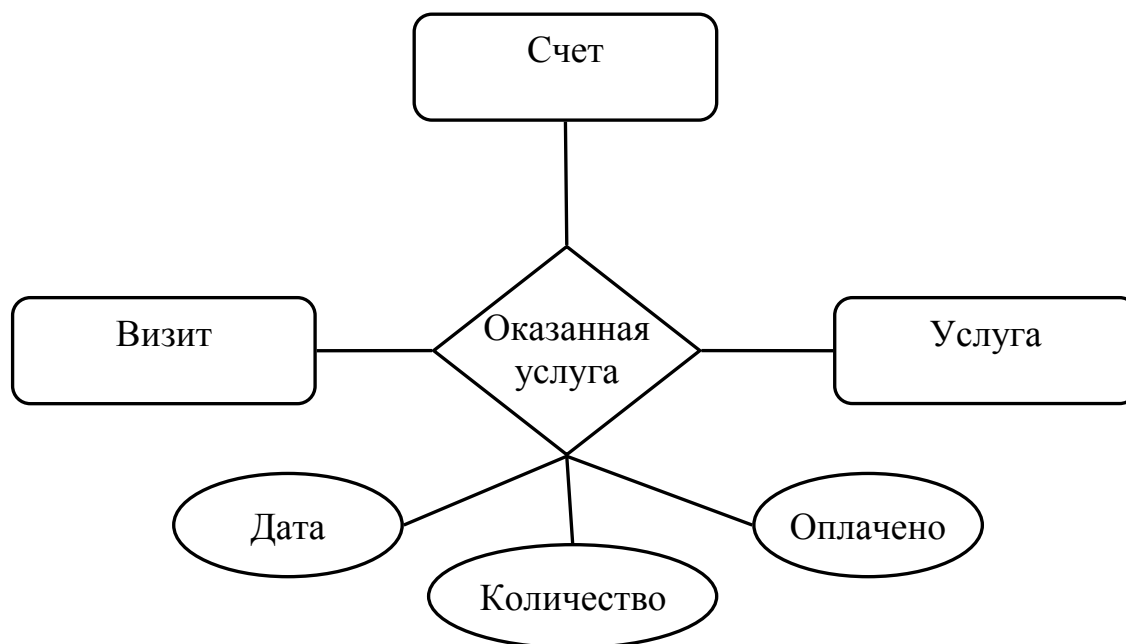 Счет
Визит
Оказанная
услуга
Услуга
Дата
Количество
Оплачено